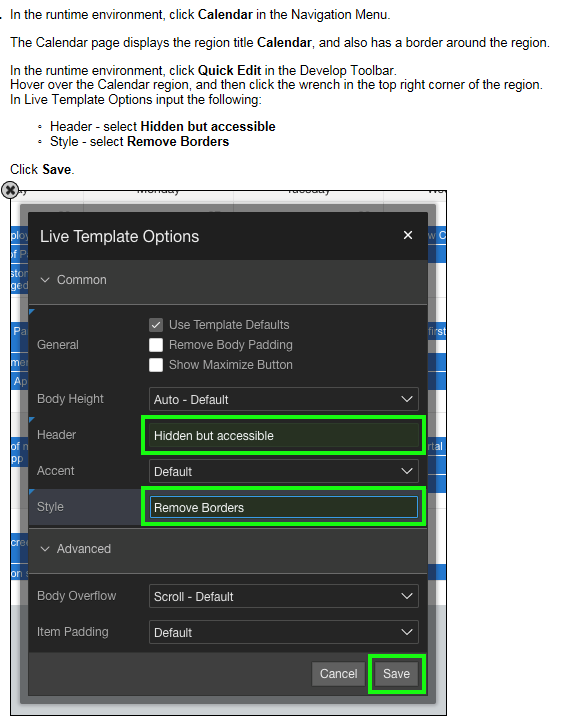 . In the runtime environment, click Calendar in the Navigation Menu.
The Calendar page displays the region title Calendar, and also has a border around the region.
In the runtime environment, click Quick Edit in the Develop Toolbar.
Hover over the Calendar region, and then click the wrench in the top right corner of the region.
In Live Template Options input the following:
◦ Header - select Hidden but accessible
◦ Style - select Remove Borders
Click Save.
Live Template Options
Common
General
Use Template Defaults
Remove Body Padding
Show Maximize Button
Body Height
Auto - Default
Header
Hidden but accessible
Accent
Default
Style
Remove Borders
Advanced
Body Overflow
Scroll - Default
Item Padding
Default
Cancel
Save